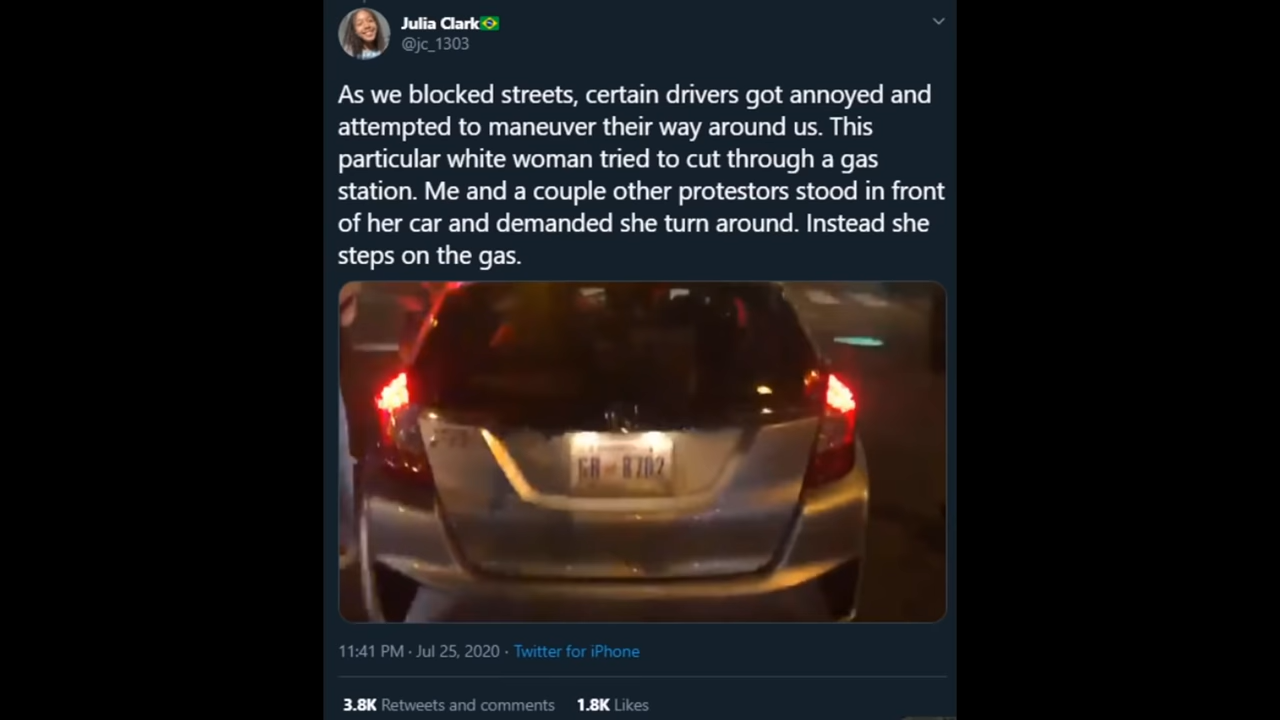 Julia Clark🇧🇷
@jc_1303
As we blocked streets, certain drivers got annoyed and
attempted to maneuver their way around us. This
particular white woman tried to cut through a gas
station. Me and a couple other protestors stood in front
of her car and demanded she turn around. Instead she
steps on the gas.
11:41 PM · Jul 25, 2020 · Twitter for iPhone
3.8K Retweets and comments 1.8K Likes